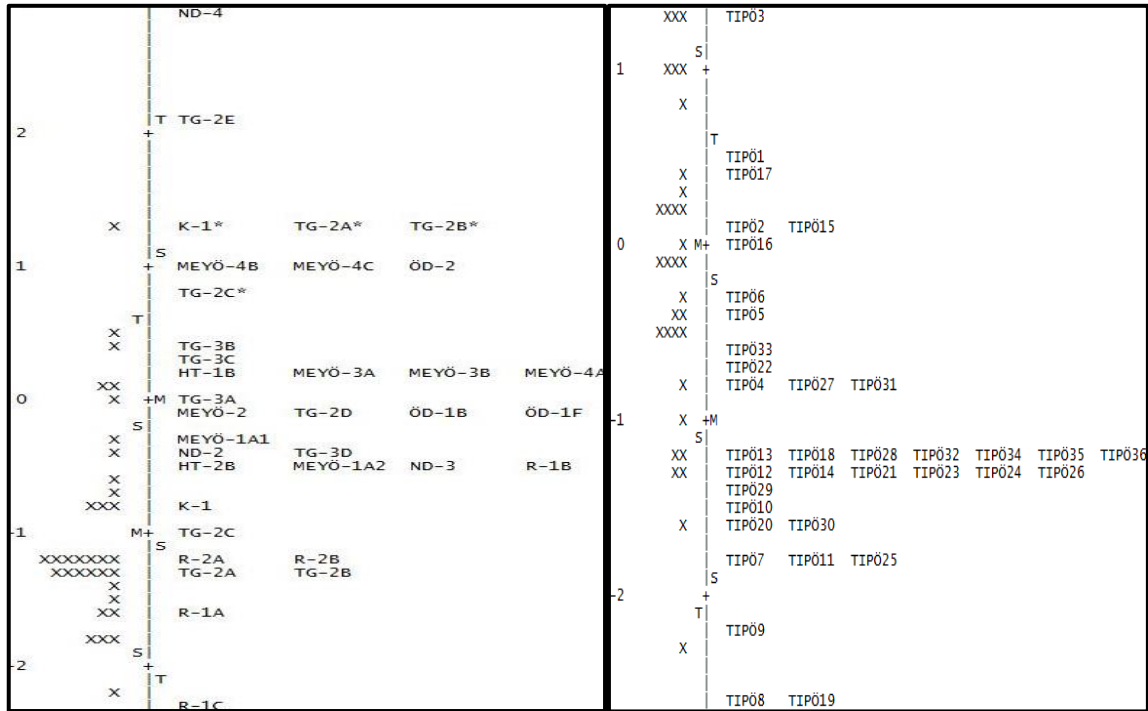 ND-4
T TG-2E
2 +
X K-1* TG-2A* TG-2B*
S
1 + MEYÖ-4B MEYÖ-4C ÖD-2
TG-2C*
T
X
X TG-3B
TG-3C
HT-1B MEYÖ-3A MEYÖ-3B MEYÖ-4A
XX
0 X +M TG-3A
MEYÖ-2 TG-2D ÖD-1B ÖD-1F
S
X MEYÖ-1A1
X ND-2 TG-3D
HT-2B MEYÖ-1A2 ND-3 R-1B
X
X
XXX K-1
-1 M+ TG-2C
S
XXXXXXX R-2A R-2B
XXXXXX TG-2A TG-2B
X
X
XX R-1A
XXX
S
-2 +
T
X
R-1C
XXX TIPÖ3
S
1 XXX +
X
T
TIPÖ1
X TIPÖ17
X
XXXX
TIPÖ2 TIPÖ15
0 X M+ TIPÖ16
XXXX
S
X TIPÖ6
XX TIPÖ5
XXXX
TIPÖ33
TIPÖ22
X TIPÖ4 TIPÖ27 TIPÖ31
-1 X +M
S
XX TIPÖ13 TIPÖ18 TIPÖ28 TIPÖ32 TIPÖ34 TIPÖ35 TIPÖ36
XX TIPÖ12 TIPÖ14 TIPÖ21 TIPÖ23 TIPÖ24 TIPÖ26
TIPÖ29
TIPÖ10
X TIPÖ20 TIPÖ30
TIPÖ7 TIPÖ11 TIPÖ25
S
-2 +
T
TIPÖ9
X
TIPÖ8 TIPÖ19